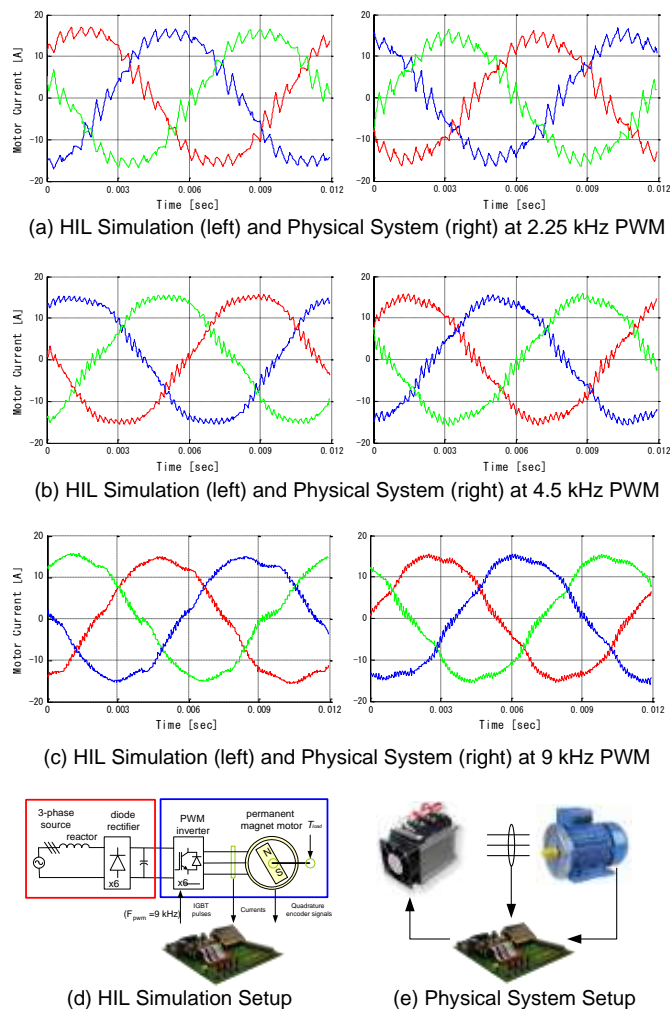 Motor Current [A]
20
10
0
-10
-20
0
0.003
0.006
0.009
0.012
Time [sec]
20
10
0
-10
-20
0
0.003
0.006
0.009
0.012
Time [sec]
(a) HIL Simulation (left) and Physical System (right) at 2.25 kHz PWM
Motor Current [A]
20
10
0
-10
-20
0
0.003
0.006
0.009
0.012
Time [sec]
20
10
0
-10
-20
0
0.003
0.006
0.009
0.012
Time [sec]
(b) HIL Simulation (left) and Physical System (right) at 4.5 kHz PWM
Motor Current [A]
20
10
0
-10
-20
0
0.003
0.006
0.009
0.012
Time [sec]
20
10
0
-10
-20
0
0.003
0.006
0.009
0.012
Time [sec]
(c) HIL Simulation (left) and Physical System (right) at 9 kHz PWM
3-phase
source
reactor
diode
rectifier
x6
PWM
inverter
x6
permanent
magnet motor
N
S
Tload
(Fpwm =9 kHz)
IGBT
pulses
Currents
Quadrature
encoder signals
(d) HIL Simulation Setup
(e) Physical System Setup